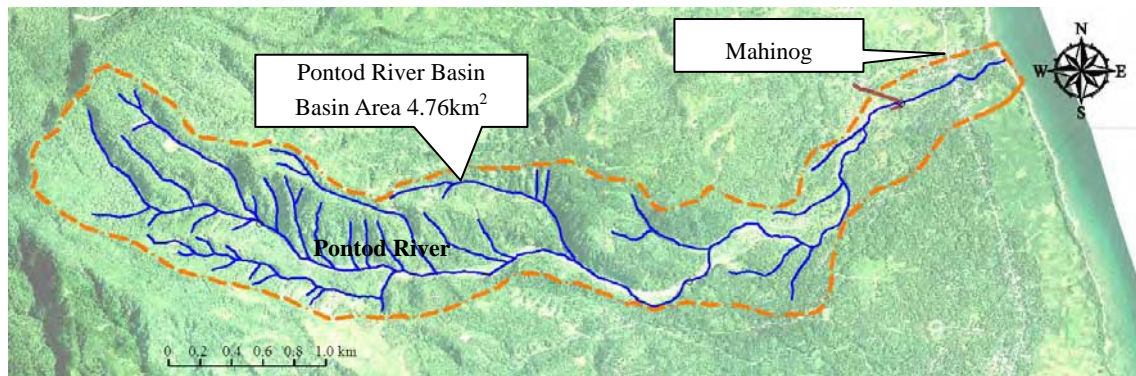 Pontod River Basin
Basin Area 4.76km²
Mahinog
N
W E
S
Pontod River
0 0.2 0.4 0.6 0.8 1.0 km